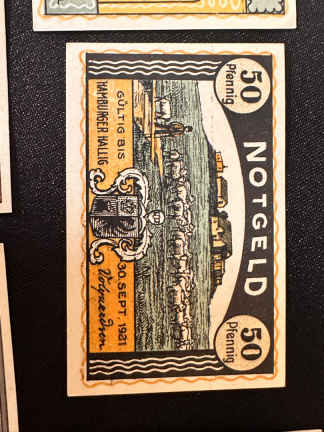 50
Pfennig
NOTGELD
50
Pfennig
GÜLTIG BIS
30. SEPT. 1921
HAMBURGER HALLIG